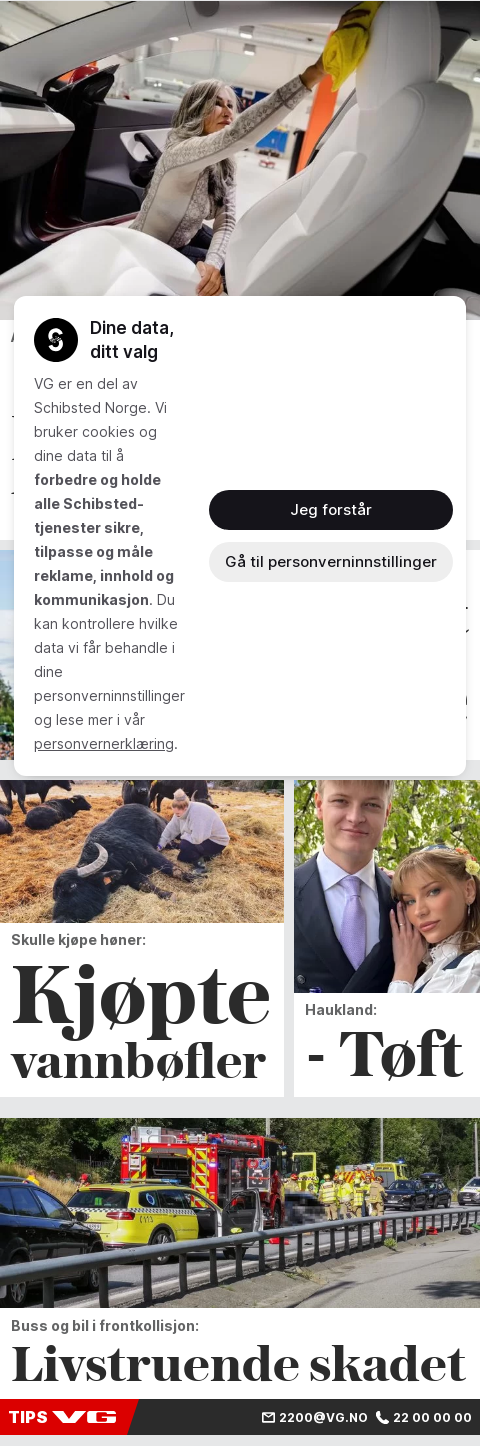 Dine data,
ditt valg
VG er en del av
Schibsted Norge. Vi
bruker cookies og
dine data til å
forbedre og holde
alle Schibsted-
tjenester sikre,
tilpasse og måle
reklame, innhold og
kommunikasjon. Du
kan kontrollere hvilke
data vi får behandle i
dine
personverninnstillinger
og lese mer i vår
personvernerklæring.
Jeg forstår
Gå til personverninnstillinger
Skulle kjøpe høner:
Kjøpte
vannbøfler
Haukland:
- Tøft
Buss og bil i frontkollisjon:
Livstruende skadet
TIPS VG
2200@VG.NO 22 00 00 00